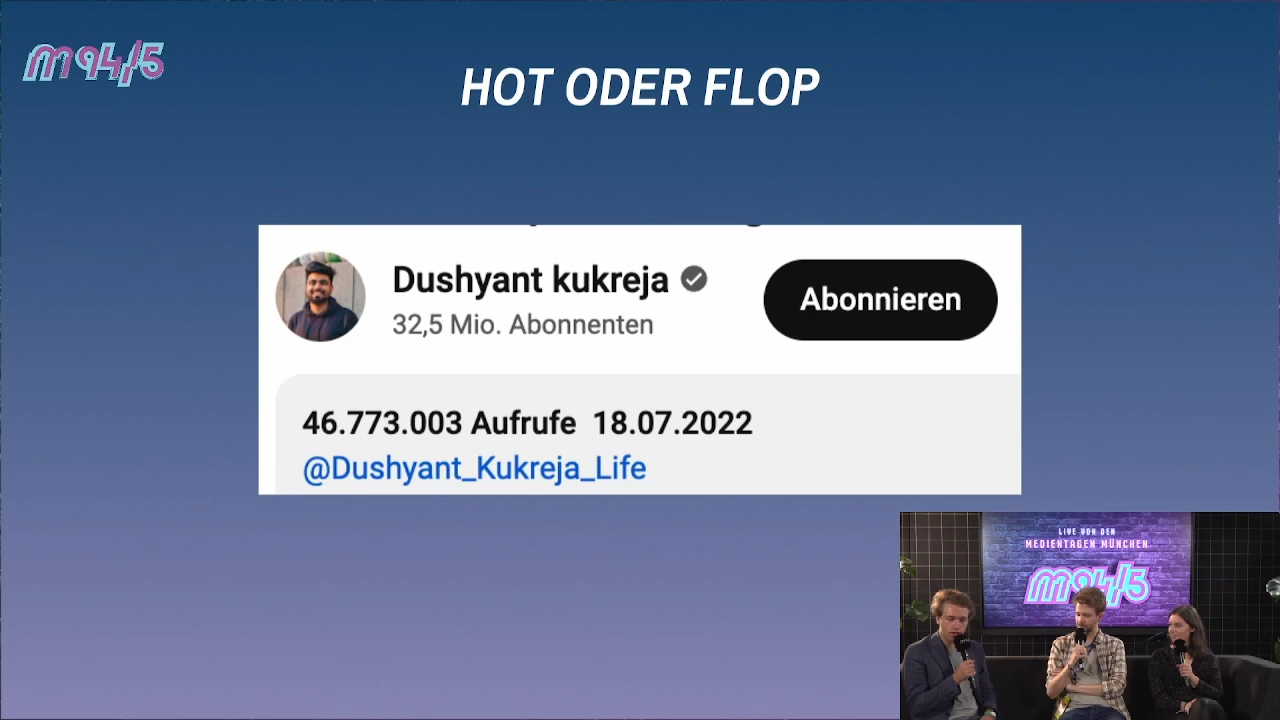 M94/5
HOT ODER FLOP
Dushyant kukreja
32,5 Mio. Abonnenten
Abonnieren
46.773.003 Aufrufe 18.07.2022
@Dushyant_Kukreja_Life
LIVE VON DEN
MEDIENTAGEN MÜNCHEN
M94/5